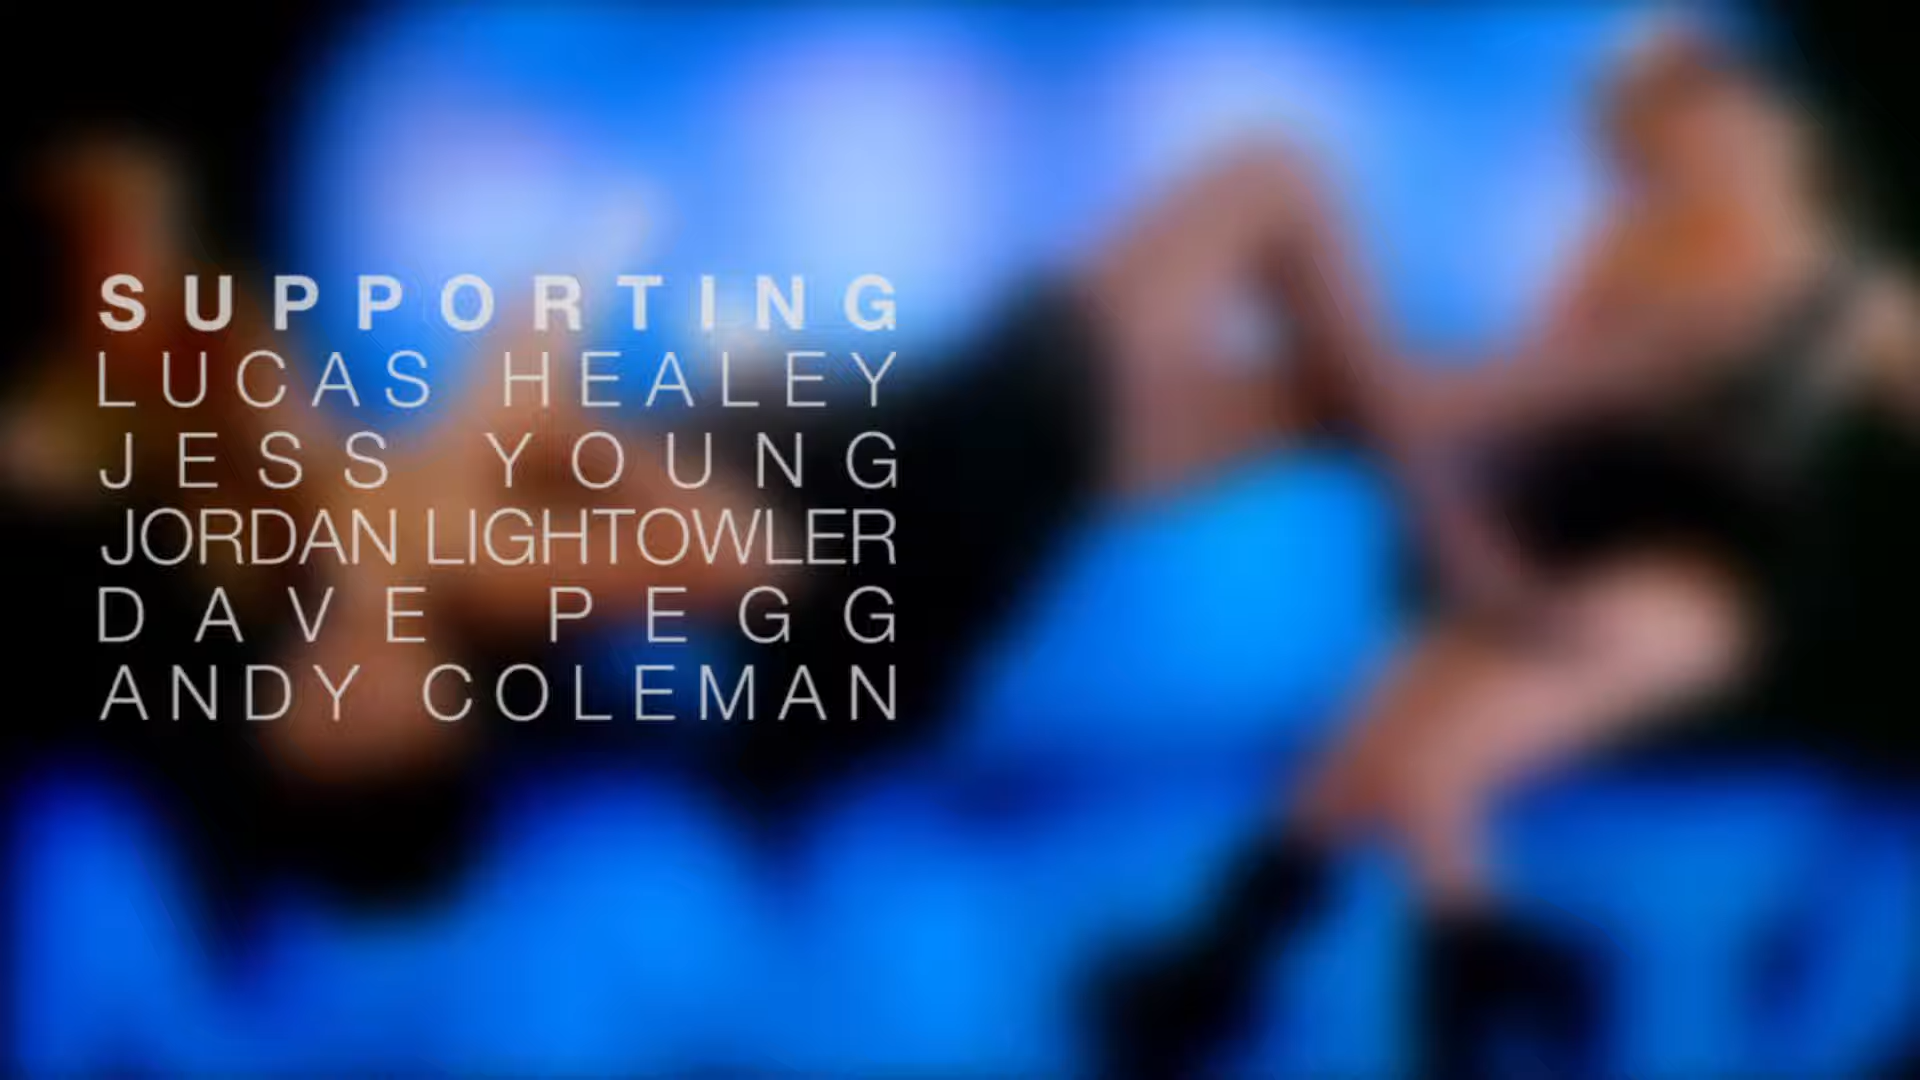 SUPPORTING
LUCAS HEALEY
JESS YOUNG
JORDAN LIGHTOWLER
DAVE PEGG
ANDY COLEMAN